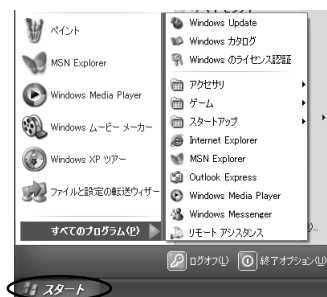 ペイント
MSN Explorer
Windows Media Player
Windows ムービー メーカー
Windows XP ツアー
ファイルと設定の転送ウィザー
すべてのプログラム(P)
Windows Update
Windows カタログ
Windows のライセンス認証
アクセサリ
ゲーム
スタートアップ
Internet Explorer
MSN Explorer
Outlook Express
Windows Media Player
Windows Messenger
リモート アシスタンス
ログオフ(L)
終了オプション(U)
スタート